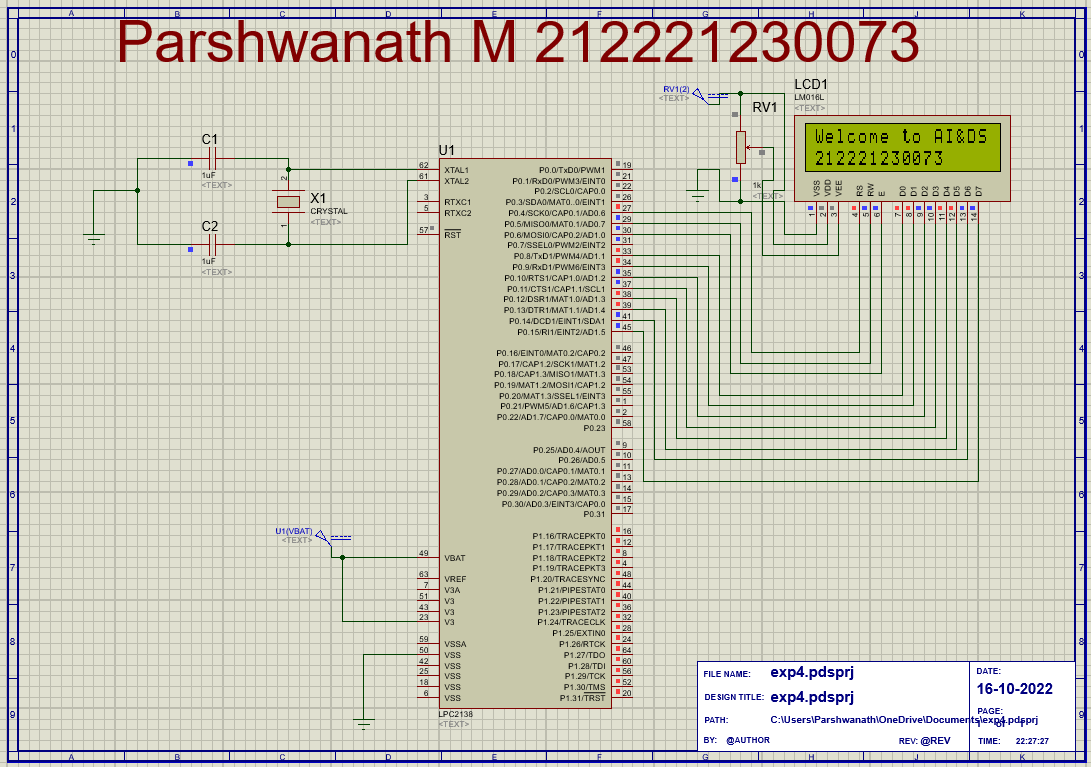 Parshwanath M 212221230073
A B C D E F G H J K
0
1
2
3
4
5
6
7
8
9
RV1(2)
<TEXT>
RV1
1k
<TEXT>
LCD1
LM016L
<TEXT>
Welcome to AI&DS
212221230073
VSS VDD VEE RS RW E D0 D1 D2 D3 D4 D5 D6 D7
1 2 3 4 5 6 7 8 9 10 11 12 13 14
C1
1uF
<TEXT>
C2
1uF
<TEXT>
X1
CRYSTAL
<TEXT>
2
1
U1
62 XTAL1
61 XTAL2
3 RTXC1
5 RTXC2
57 RST
U1(VBAT)
<TEXT>
49 VBAT
63 VREF
7 V3A
51 V3
43 V3
23 V3
59 VSSA
50 VSS
42 VSS
25 VSS
18 VSS
6 VSS
P0.0/TxD0/PWM1 19
P0.1/RxD0/PWM3/EINT0 21
P0.2/SCL0/CAP0.0 22
P0.3/SDA0/MAT0.0/EINT1 26
P0.4/SCK0/CAP0.1/AD0.6 27
P0.5/MISO0/MAT0.1/AD0.7 29
P0.6/MOSI0/CAP0.2/AD1.0 30
P0.7/SSEL0/PWM2/EINT2 31
P0.8/TxD1/PWM4/AD1.1 33
P0.9/RxD1/PWM6/EINT3 34
P0.10/RTS1/CAP1.0/AD1.2 35
P0.11/CTS1/CAP1.1/SCL1 37
P0.12/DSR1/MAT1.0/AD1.3 38
P0.13/DTR1/MAT1.1/AD1.4 39
P0.14/DCD1/EINT1/SDA1 41
P0.15/RI1/EINT2/AD1.5 45
P0.16/EINT0/MAT0.2/CAP0.2 46
P0.17/CAP1.2/SCK1/MAT1.2 47
P0.18/CAP1.3/MISO1/MAT1.3 53
P0.19/MAT1.2/MOSI1/CAP1.2 54
P0.20/MAT1.3/SSEL1/EINT3 55
P0.21/PWM5/AD1.6/CAP1.3 1
P0.22/AD1.7/CAP0.0/MAT0.0 2
P0.23 58
P0.25/AD0.4/AOUT 9
P0.26/AD0.5 10
P0.27/AD0.0/CAP0.1/MAT0.1 11
P0.28/AD0.1/CAP0.2/MAT0.2 13
P0.29/AD0.2/CAP0.3/MAT0.3 14
P0.30/AD0.3/EINT3/CAP0.0 15
P0.31 17
P1.16/TRACEPKT0 16
P1.17/TRACEPKT1 12
P1.18/TRACEPKT2 8
P1.19/TRACEPKT3 4
P1.20/TRACESYNC 48
P1.21/PIPESTAT0 44
P1.22/PIPESTAT1 40
P1.23/PIPESTAT2 36
P1.24/TRACECLK 32
P1.25/EXTIN0 28
P1.26/RTCK 24
P1.27/TDO 64
P1.28/TDI 60
P1.29/TCK 56
P1.30/TMS 52
P1.31/TRST 20
LPC2138
<TEXT>
FILE NAME: exp4.pdsprj
DESIGN TITLE: exp4.pdsprj
PATH: C:\Users\Parshwanath\OneDrive\Documents\exp4.pdsprj
BY: @AUTHOR REV: @REV
DATE:
16-10-2022
PAGE:
TIME: 22:27:27
A B C D E F G H J K